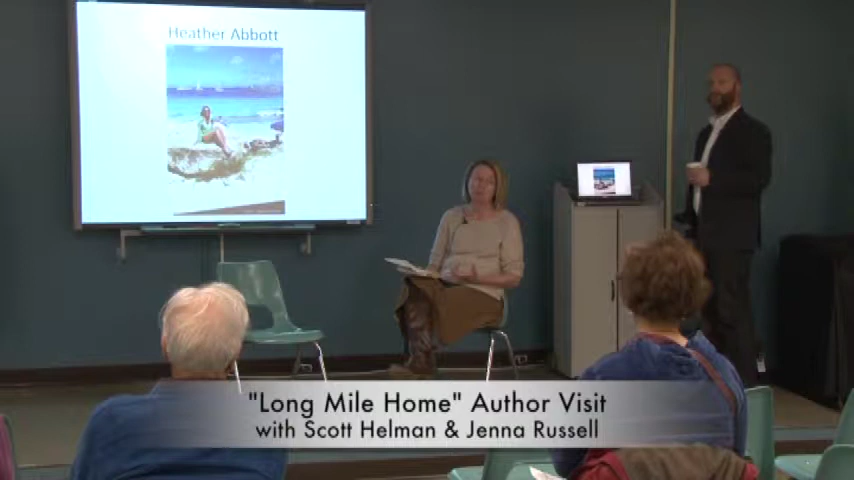 Heather Abbott
"Long Mile Home" Author Visit
with Scott Helman & Jenna Russell